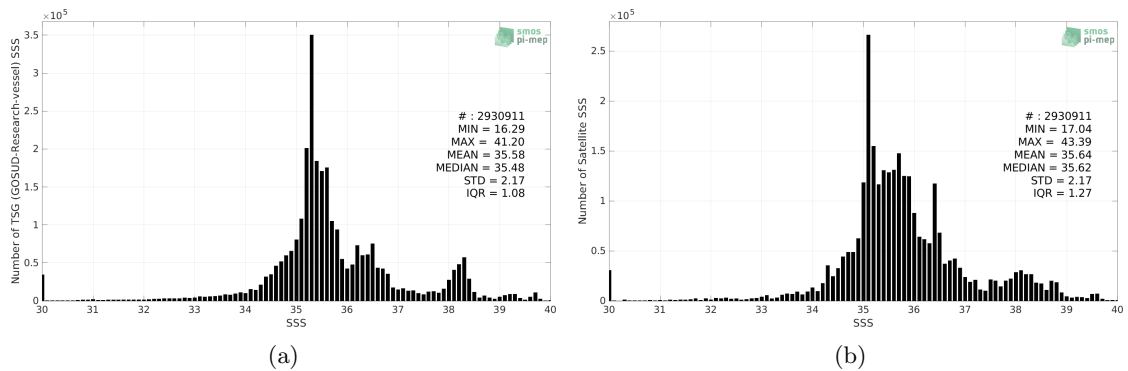 ×10⁵
3.5
3
2.5
2
1.5
1
0.5
0
Number of TSG (GOSUD-Research-vessel) SSS
30 31 32 33 34 35 36 37 38 39 40
SSS
smos
pi-mep
# : 2930911
MIN = 16.29
MAX = 41.20
MEAN = 35.58
MEDIAN = 35.48
STD = 2.17
IQR = 1.08
(a)
×10⁵
2.5
2
1.5
1
0.5
0
Number of Satellite SSS
30 31 32 33 34 35 36 37 38 39 40
SSS
smos
pi-mep
# : 2930911
MIN = 17.04
MAX = 43.39
MEAN = 35.64
MEDIAN = 35.62
STD = 2.17
IQR = 1.27
(b)